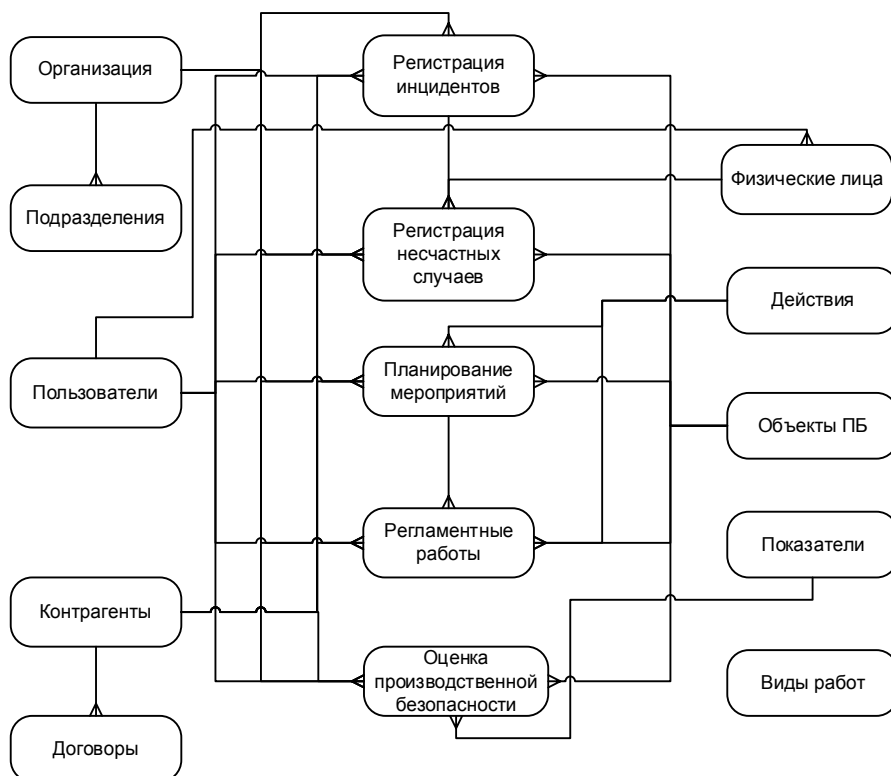 Организация
Подразделения
Пользователи
Контрагенты
Договоры
Регистрация
инцидентов
Регистрация
несчастных
случаев
Планирование
мероприятий
Регламентные
работы
Оценка
производственной
безопасности
Физические лица
Действия
Объекты ПБ
Показатели
Виды работ